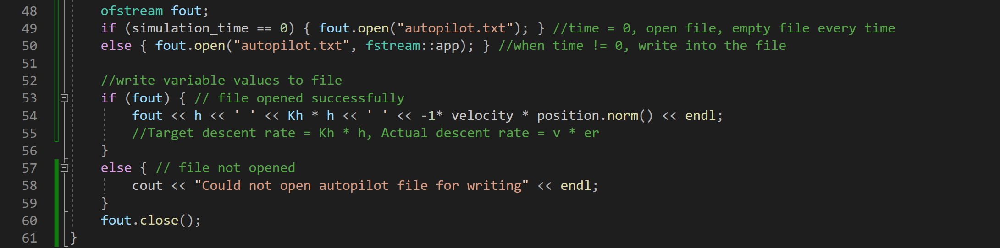 48 ofstream fout;
49 if (simulation_time == 0) { fout.open("autopilot.txt"); } //time = 0, open file, empty file every time
50 else { fout.open("autopilot.txt", fstream::app); } //when time != 0, write into the file
51
52 //write variable values to file
53 if (fout) { // file opened successfully
54 fout << h << ' ' << Kh * h << ' ' << -1* velocity * position.norm() << endl;
55 //Target descent rate = Kh * h, Actual descent rate = v * er
56 }
57 else { // file not opened
58 cout << "Could not open autopilot file for writing" << endl;
59 }
60 fout.close();
61 }